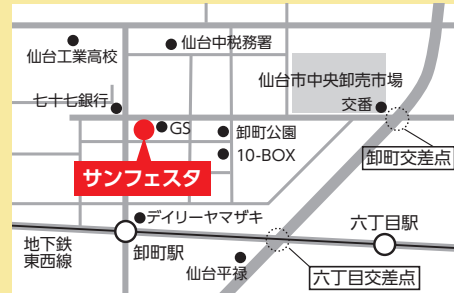 仙台工業高校
仙台中税務署
仙台市中央卸売市場
交番
七十七銀行
GS
卸町公園
10-BOX
卸町交差点
サンフェスタ
デイリーヤマザキ
六丁目駅
地下鉄
東西線
卸町駅
仙台平禄
六丁目交差点